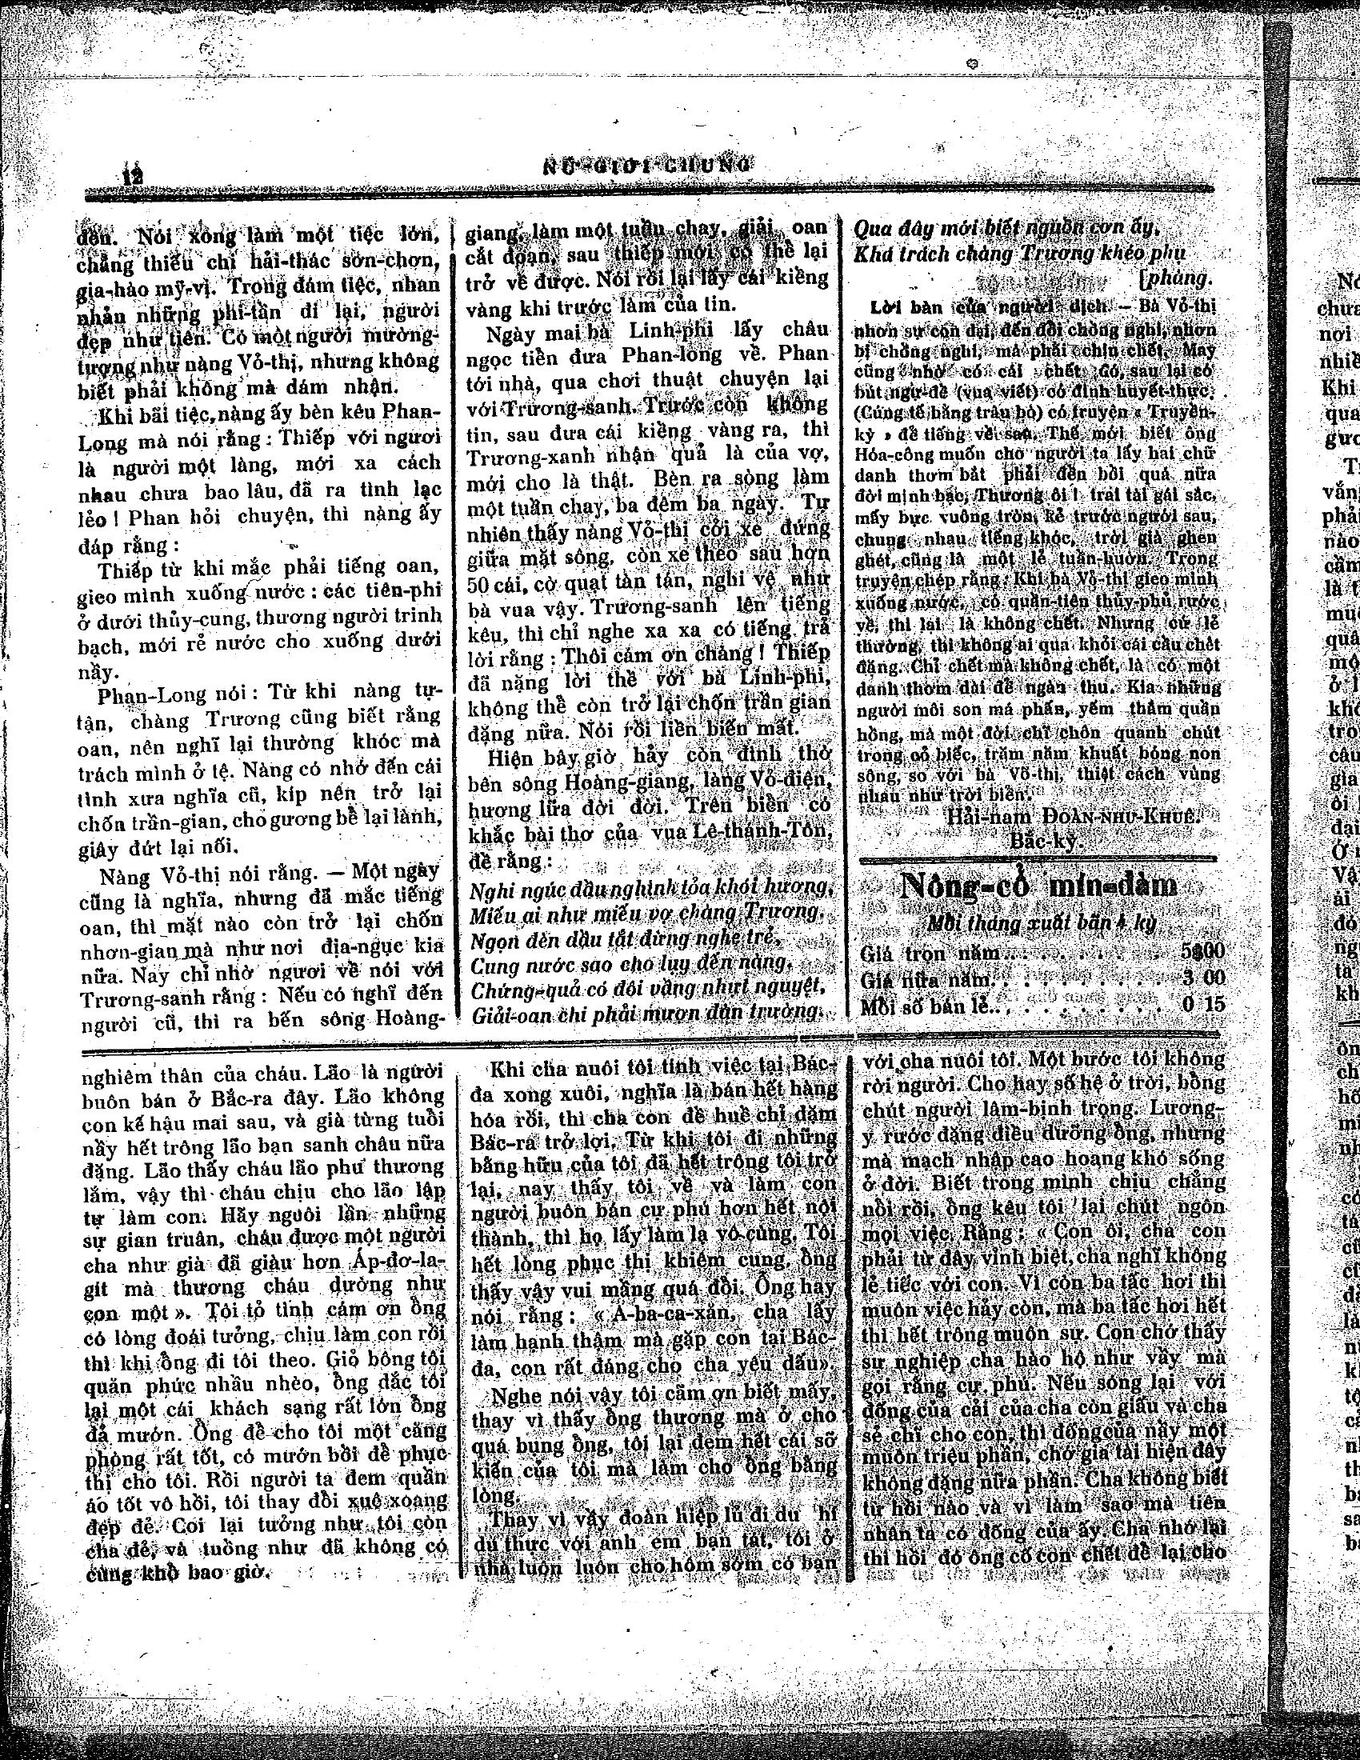 12
NỮ-GIỚI-CHUNG
đền. Nói xong làm một tiệc lớn,
chẳng thiếu chi hải-thác sơn-chơn,
gia-hào mỹ-vị. Trong đám tiệc, nhan
nhản những phi-tần đi lại, người
đẹp như tiên. Có một người mường-
tượng như nàng Võ-thị, nhưng không
biết phải không mà dám nhận.
Khi bãi tiệc, nàng ấy bèn kêu Phan-
Long mà nói rằng : Thiếp với ngươi
là người một làng, mới xa cách
nhau chưa bao lâu, đã ra tình lạc
lẻo ! Phan hỏi chuyện, thì nàng ấy
đáp rằng :
Thiếp từ khi mắc phải tiếng oan,
gieo mình xuống nước : các tiên-phi
ở dưới thủy-cung, thương người trinh
bạch, mới rẻ nước cho xuống dưới
nầy.
Phan-Long nói : Từ khi nàng tự-
tận, chàng Trương cũng biết rằng
oan, nên nghĩ lại thường khóc mà
trách mình ở tệ. Nàng có nhớ đến cái
tình xưa nghĩa cũ, kíp nên trở lại
chốn trần-gian, cho gương bể lại lành,
giây đứt lại nối.
Nàng Võ-thị nói rằng. — Một ngày
cũng là nghĩa, nhưng đã mắc tiếng
oan, thì mặt nào còn trở lại chốn
nhơn-gian mà như nơi địa-ngục kia
nữa. Nay chỉ nhờ ngươi về nói với
Trương-sanh rằng : Nếu có nghĩ đến
người cũ, thì ra bến sông Hoàng-
giang, làm một tuần chay, giải oan
cắt đoạn, sau thiếp mới có thể lại
trở về được. Nói rồi lại lấy cái kiềng
vàng khi trước làm của tin.
Ngày mai bà Linh-phi lấy châu
ngọc tiền đưa Phan-long về. Phan
tới nhà, qua chơi thuật chuyện lại
với Trương-sanh. Trước còn không
tin, sau đưa cái kiềng vàng ra, thì
Trương-xanh nhận quả là của vợ,
mới cho là thật. Bèn ra sòng làm
một tuần chay, ba đêm ba ngày. Tự
nhiên thấy nàng Võ-thị cởi xe đứng
giữa mặt sông, còn xe theo sau hơn
50 cái, cờ quạt tàn tán, nghi vệ như
bà vua vậy. Trương-sanh lên tiếng
kêu, thì chỉ nghe xa xa có tiếng trả
lời rằng : Thôi cám ơn chàng ! Thiếp
đã nặng lời thề với bà Linh-phi,
không thể còn trở lại chốn trần gian
đặng nữa. Nói rồi liền biến mất.
Hiện bây giờ hãy còn đình thờ
bên sông Hoàng-giang, làng Võ-điện,
hương lửa đời đời. Trên biển có
khắc bài thơ của vua Lê-thánh-Tôn,
đề rằng :
Nghi ngúc đầu nghinh tỏa khói hương,
Miếu ai như miếu vợ chàng Trương,
Ngọn đèn dầu tắt đừng nghe trẻ,
Cung nước sao cho lụy đến nàng.
Chứng-quả có đôi vầng nhựt nguyệt,
Giải-oan chi phải mượn đàn trường.
Qua đây mới biết nguồn cơn ấy,
Khá trách chàng Trương khéo phụ
[phàng.
Lời bàn của người dịch. — Bà Võ-thị
nhơn sự con dại, đến đỗi chồng nghi, nhơn
bị chồng nghi, mà phải chịu chết. May
cũng nhờ có cái chết đó, sau lại có
bút ngự-đề (vua viết) có đình huyết-thực.
(Cúng tế bằng trâu bò) có truyện « Truyền-
kỳ » để tiếng về sau. Thế mới biết ông
Hóa-công muốn cho người ta lấy hai chữ
danh thơm bắt phải đền bồi quá nữa
đời mịnh bạc, Thương ôi ! trai tài gái sắc,
mấy bực vuông tròn, kẻ trước người sau,
chung nhau tiếng khóc, trời già ghen
ghét, cũng là một lẻ tuần-huờn. Trong
truyện chép rằng : Khi bà Võ-thị gieo mình
xuống nước, có quần-tiên thủy-phủ rước
về, thì lại là không chết. Nhưng cứ lẻ
thường, thì không ai qua khỏi cái cầu chết
đặng. Chỉ chết mà không chết, là có một
danh thơm dài để ngàn thu. Kia những
người môi son má phấn, yếm thắm quần
hồng, mà một đời, chỉ chôn quanh chút
trong cỏ biếc, trăm năm khuất bóng non
sông, so với bà Võ-thị, thiệt cách vùng
nhau như trời biển.
Hải-nam ĐOÀN-NHƯ-KHUÊ.
Bắc-kỳ.
Nông-cổ mín-đàm
Mỗi tháng xuất bản 4 kỳ
Giá trọn năm.......... 5$00
Giá nửa năm.......... 3 00
Mỗi số bán lẻ.......... 0 15
nghiêm thân của cháu. Lão là người
buôn bán ở Bắc-ra đây. Lão không
con kế hậu mai sau, và già từng tuổi
nầy hết trông lão bạn sanh cháu nữa
đặng. Lão thấy cháu lão phư thương
lắm, vậy thì cháu chịu cho lão lập
tự làm con. Hãy nguôi lần những
sự gian truân, cháu được một người
cha như già đã giàu hơn Áp-đơ-la-
git mà thương cháu dường như
con một ». Tôi tỏ tình cám ơn ông
có lòng đoái tưởng, chịu làm con rồi
thì khi ông đi tôi theo. Giỏ bông tôi
quăn phức nhầu nhèo, ông dắc tôi
lại một cái khách sạng rất lớn ông
đả mướn. Ông để cho tôi một căng
phòng rất tốt, có mướn bồi để phục
thị cho tôi. Rồi người ta đem quần
áo tốt vô hồi, tôi thay đổi xuê xoang
đẹp đẻ. Coi lại tưởng như tôi còn
cha đẻ, và tuồng như đã không có
cùng khổ bao giờ.
Khi cha nuôi tôi tính việc tại Bác-
đa xong xuôi, nghĩa là bán hết hàng
hóa rồi, thì cha con đề huề chỉ dặm
Bác-ra trở lợi. Từ khi tôi đi những
bằng hữu của tôi đã hết trông tôi trở
lại, nay thấy tôi về và làm con
người buôn bán cự phú hơn hết nội
thành, thì họ lấy làm lạ vô cùng. Tôi
hết lòng phục thị khiêm cung, ông
thấy vậy vui mầng quá đỗi. Ông hay
nói rằng : « A-ba-ca-xan, cha lấy
làm hạnh thậm mà gặp con tại Bác-
đa, con rất đáng cho cha yêu dấu».
Nghe nói vậy tôi cảm ơn biết mấy,
thay vì thấy ông thương mà ở cho
quá bụng ông, tôi lại đem hết cái sở
kiến của tôi mà làm cho ông bằng
lòng.
Thay vì vầy đoàn hiệp lủ đi du hí
du thức với anh em bạn tát, tôi ở
nhà luôn luôn cho hôm sớm có bạn
với cha nuôi tôi. Một bước tôi không
rời người. Cho hay số hệ ở trời, bỗng
chút người lâm-bịnh trọng. Lương-
y rước đặng điều dưỡng ông, nhưng
mà mạch nhập cao hoang khó sống
ở đời. Biết trong mình chịu chẳng
nồi rồi, ông kêu tôi lại chút ngôn
mọi việc Rằng : « Con ôi, cha con
phải từ đây vỉnh biệt, cha nghĩ không
lẻ tiếc với con. Vì còn ba tấc hơi thì
muôn việc hãy còn, mà ba tấc hơi hết
thì hết trông muôn sự. Con chớ thấy
sự nghiệp cha hào hộ như vầy mà
gọi rằng cự phú. Nếu sóng lại với
đống của cải của cha còn giấu và cha
sẻ chỉ cho con, thì đống của nầy một
muôn triệu phần, chớ gia tài hiện đây
không đặng nữa phần. Cha không biết
từ hồi nào và vì làm sao mà tiên
nhân ta có đống của ấy. Cha nhớ lại
thì hồi đó ông cố con chết để lại cho